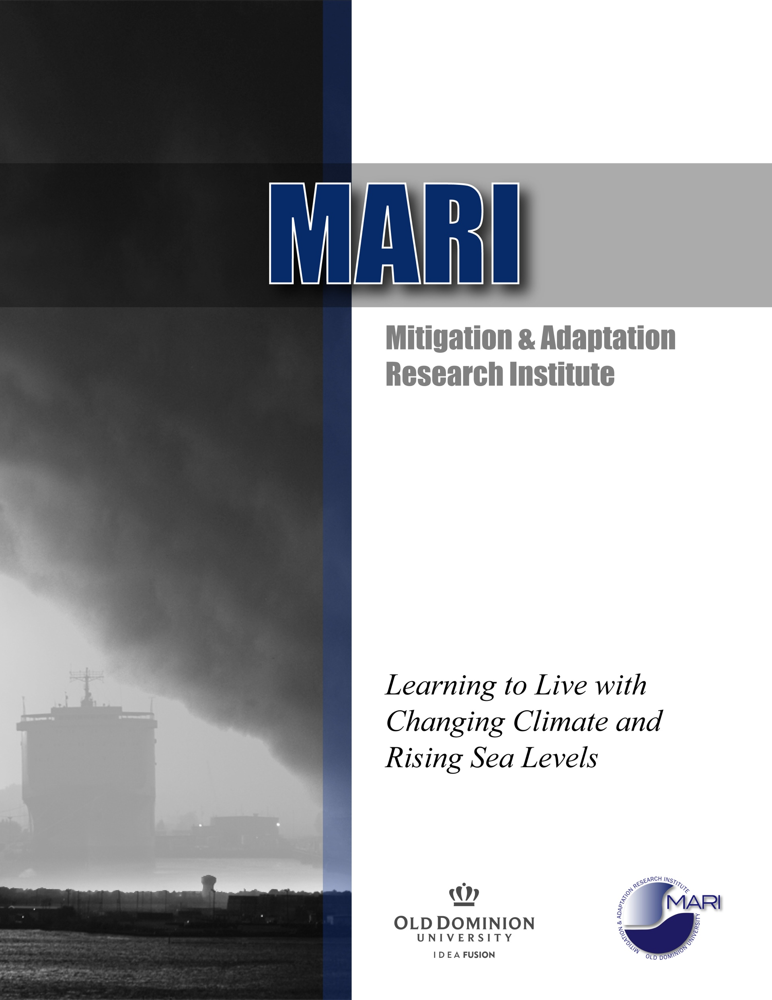 MARI
Mitigation & Adaptation
Research Institute
Learning to Live with
Changing Climate and
Rising Sea Levels
OLD DOMINION
UNIVERSITY
IDEA FUSION
MITIGATION & ADAPTATION RESEARCH INSTITUTE
MARI
OLD DOMINION UNIVERSITY